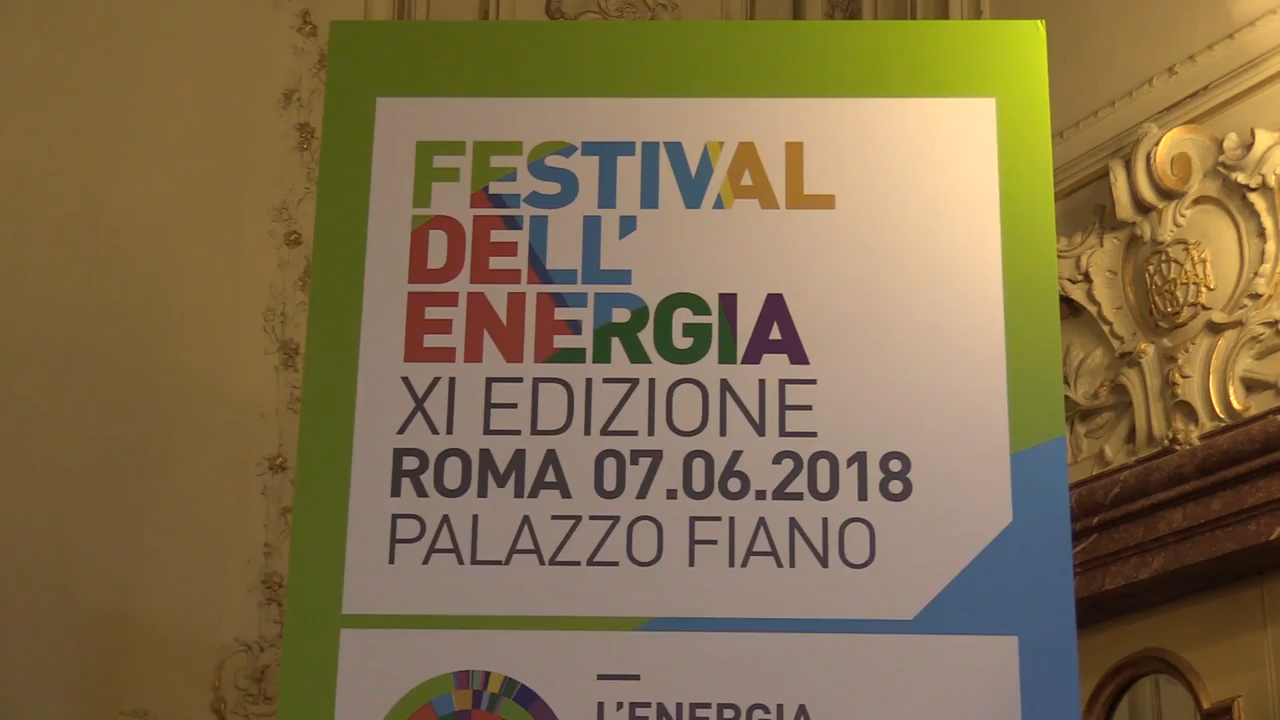 FESTIVAL
DELL'
ENERGIA
XI EDIZIONE
ROMA 07.06.2018
PALAZZO FIANO
L'ENERGIA